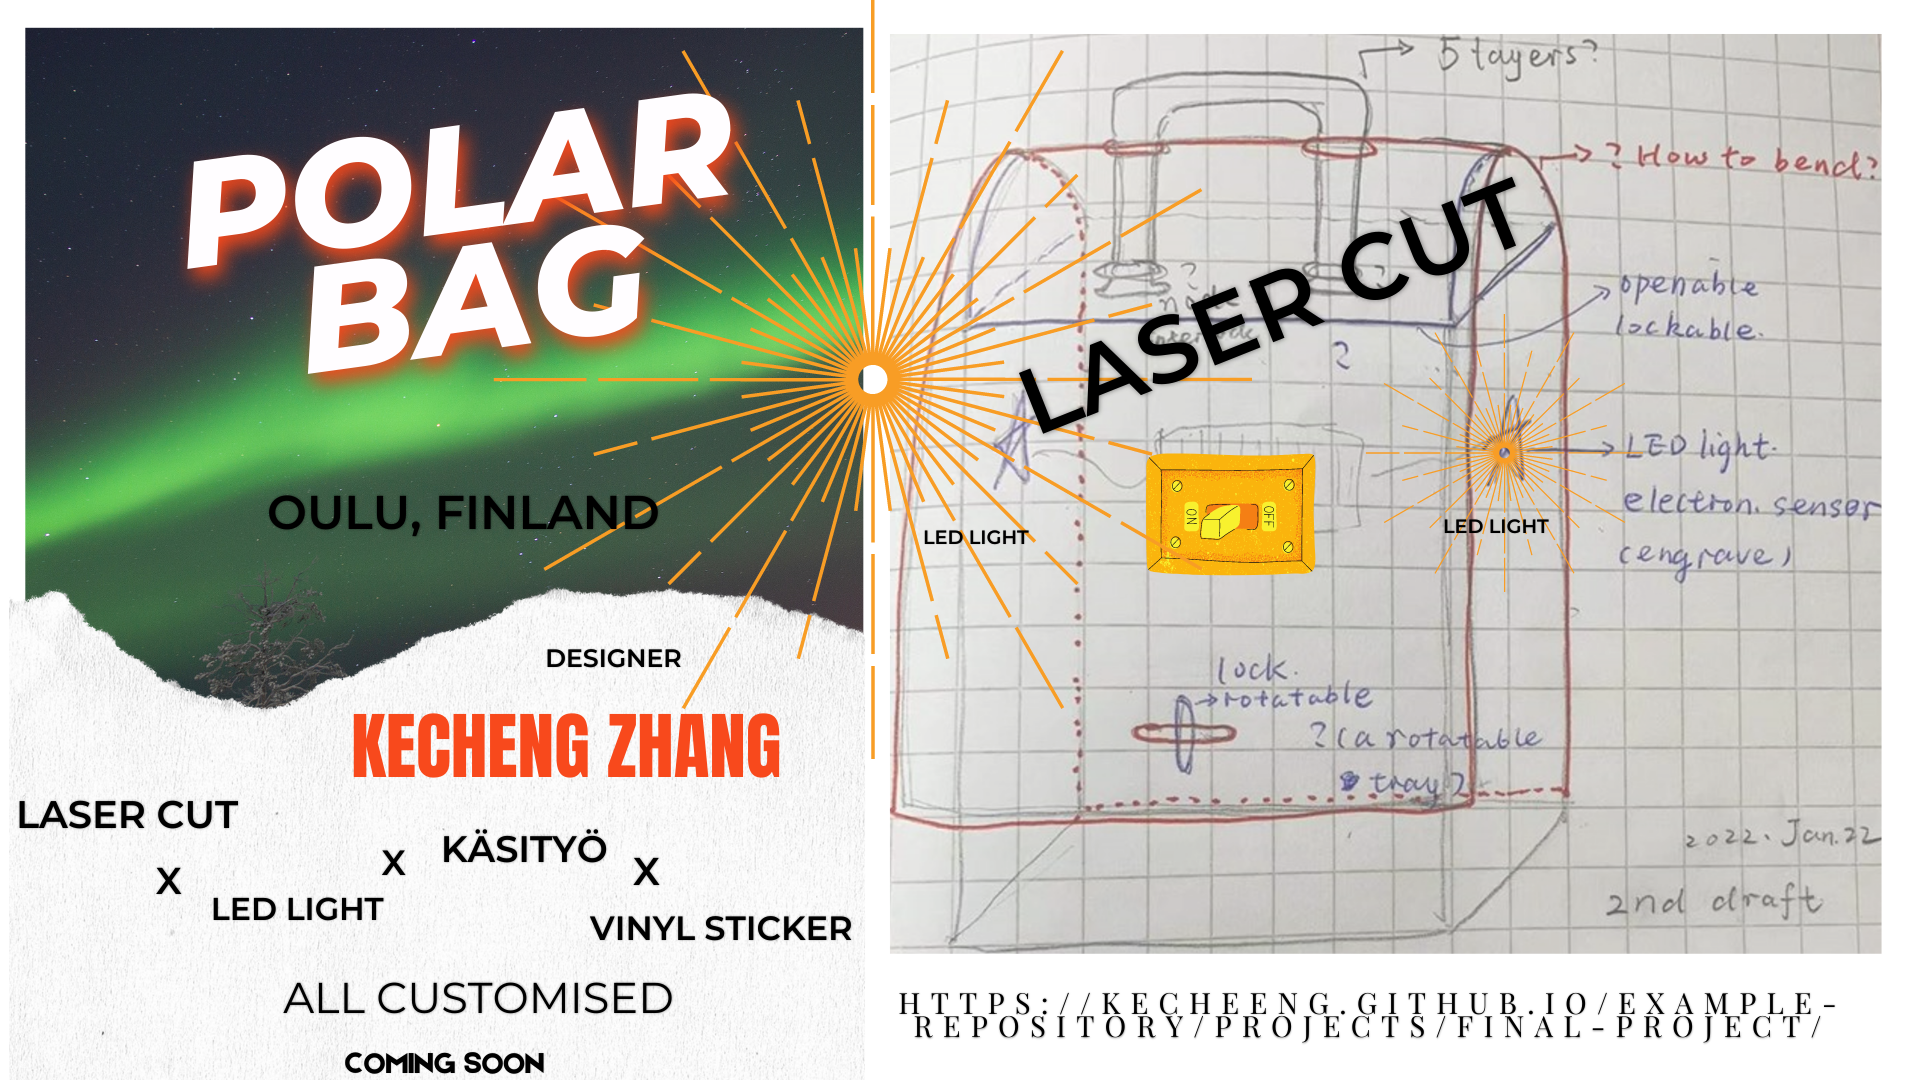 POLAR
BAG
OULU, FINLAND
DESIGNER
KECHENG ZHANG
LASER CUT
X
LED LIGHT
X
KÄSITYÖ
X
VINYL STICKER
ALL CUSTOMISED
COMING SOON
5 layers?
? How to bend?
LASER CUT
openable
lockable.
?
node
?
LED light.
electron. sensor
(engrave)
LED LIGHT
ON
OFF
LED LIGHT
lock.
rotatable
? (a rotatable
tray?
2022. Jan. 22
2nd draft
HTTPS://KECHEENG.GITHUB.IO/EXAMPLE-
REPOSITORY/PROJECTS/FINAL-PROJECT/